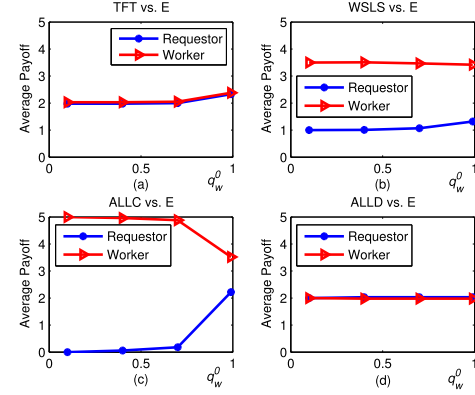 TFT vs. E
Average Payoff
5
4
3
2
1
0
Requestor
Worker
0
0.5
1
q_w^0
(a)
WSLS vs. E
Average Payoff
5
4
3
2
1
0
Requestor
Worker
0
0.5
1
q_w^0
(b)
ALLC vs. E
Average Payoff
5
4
3
2
1
0
Requestor
Worker
0
0.5
1
q_w^0
(c)
ALLD vs. E
Average Payoff
5
4
3
2
1
0
Requestor
Worker
0
0.5
1
q_w^0
(d)